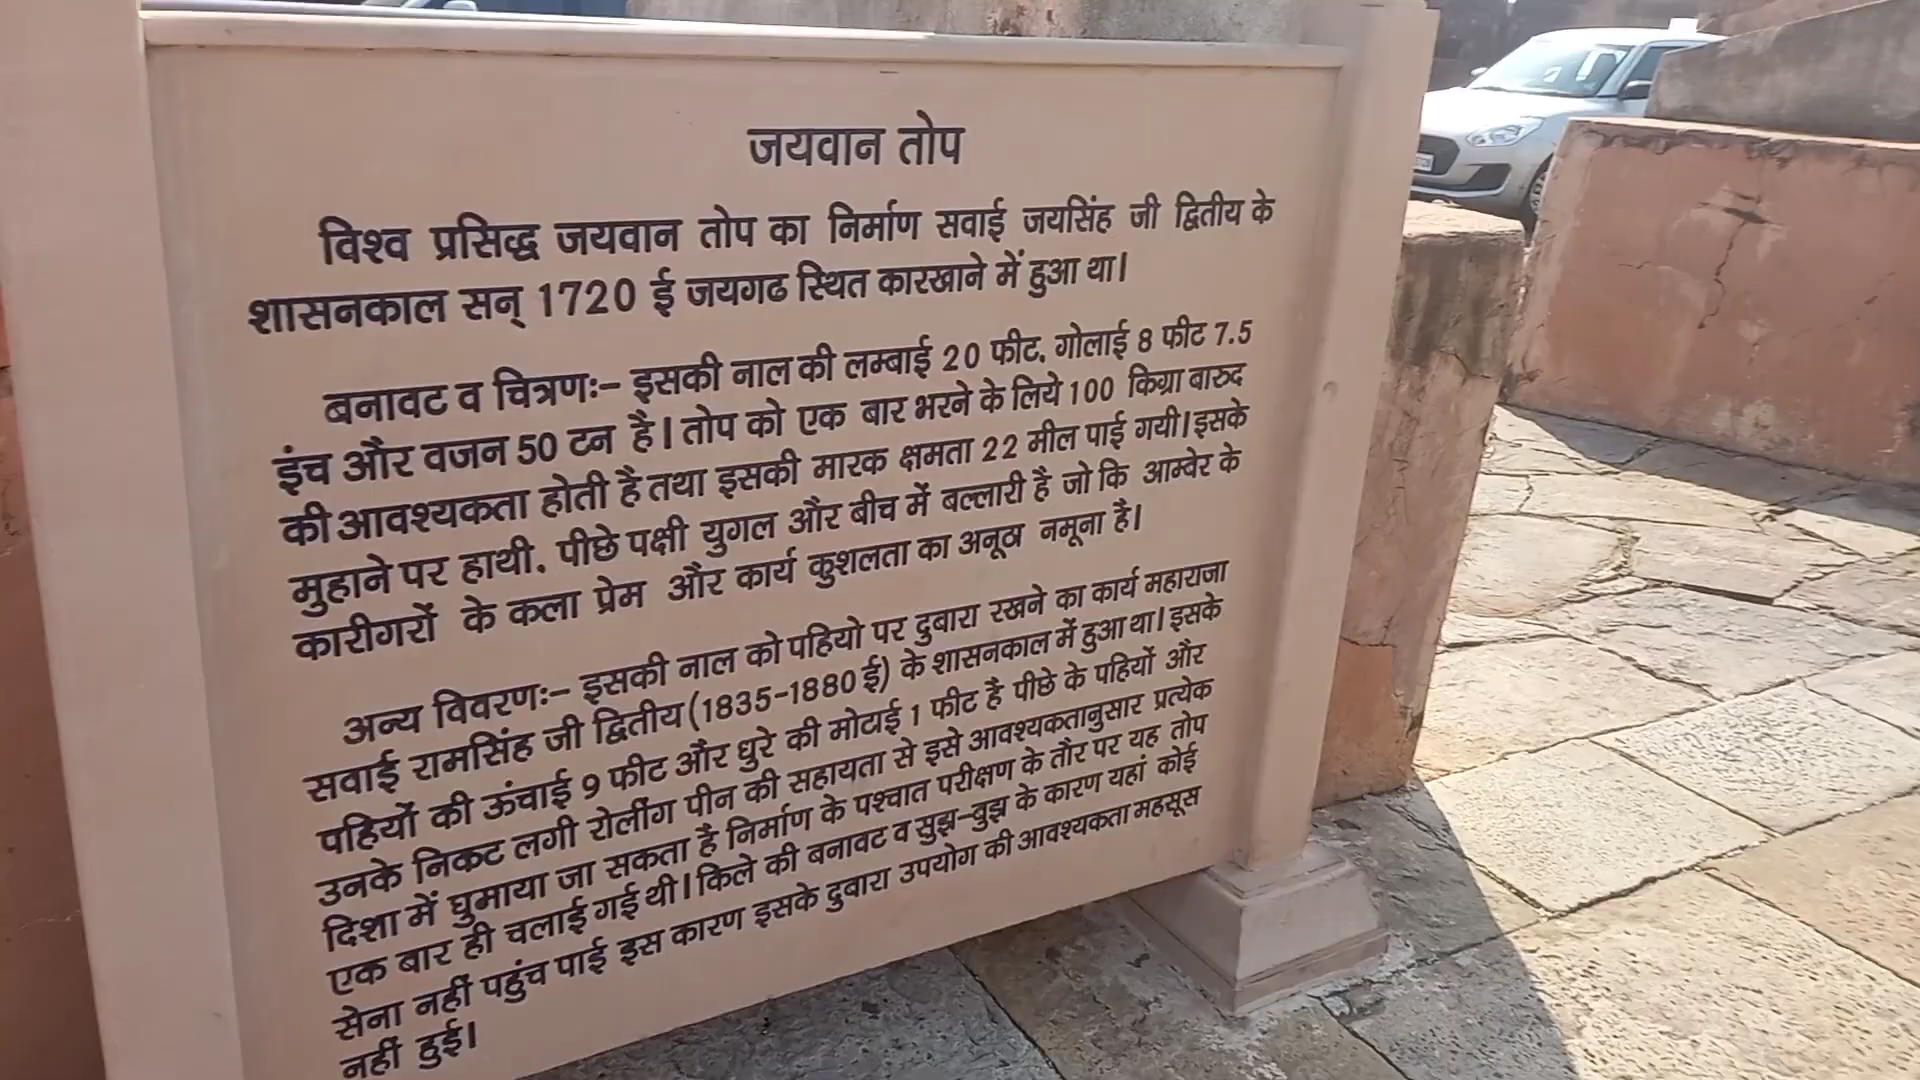 जयवान तोप
विश्व प्रसिद्ध जयवान तोप का निर्माण सवाई जयसिंह जी द्वितीय के
शासनकाल सन् 1720 ई जयगढ स्थित कारखाने में हुआ था।
बनावट व चित्रणः– इसकी नाल की लम्बाई 20 फीट, गोलाई 8 फीट 7.5
इंच और वजन 50 टन है। तोप को एक बार भरने के लिये 100 किग्रा बारुद
की आवश्यकता होती है तथा इसकी मारक क्षमता 22 मील पाई गयी। इसके
मुहाने पर हाथी, पीछे पक्षी युगल और बीच में बल्लारी है जो कि आम्बेर के
कारीगरों के कला प्रेम और कार्य कुशलता का अनूठा नमूना है।
अन्य विवरणः– इसकी नाल को पहियो पर दुबारा रखने का कार्य महाराजा
सवाई रामसिंह जी द्वितीय (1835-1880 ई) के शासनकाल में हुआ था। इसके
पहियों की ऊंचाई 9 फीट और धुरे की मोटाई 1 फीट है पीछे के पहियों और
उनके निकट लगी रोलींग पीन की सहायता से इसे आवश्यकतानुसार प्रत्येक
दिशा में घुमाया जा सकता है निर्माण के पश्चात परीक्षण के तौर पर यह तोप
एक बार ही चलाई गई थी। किले की बनावट व सुझ–बुझ के कारण यहां कोई
सेना नहीं पहुंच पाई इस कारण इसके दुबारा उपयोग की आवश्यकता महसूस
नहीं हुई।